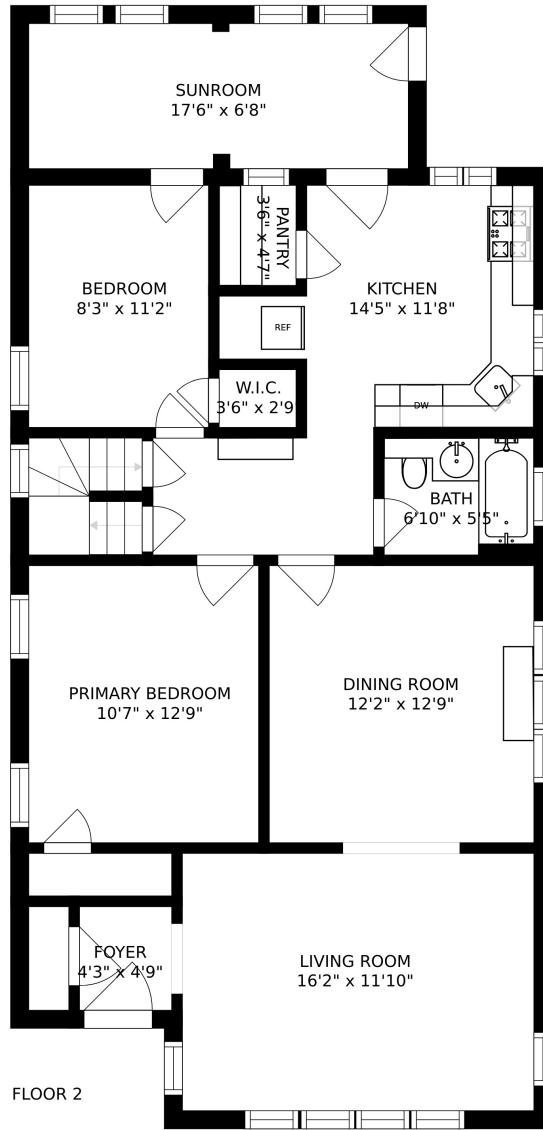 SUNROOM
17'6" x 6'8"
PANTRY
3'6" x 4'7"
BEDROOM
8'3" x 11'2"
KITCHEN
14'5" x 11'8"
REF
W.I.C.
3'6" x 2'9
DW
BATH
6'10" x 5'5"
PRIMARY BEDROOM
10'7" x 12'9"
DINING ROOM
12'2" x 12'9"
FOYER
4'3" x 4'9"
LIVING ROOM
16'2" x 11'10"
FLOOR 2